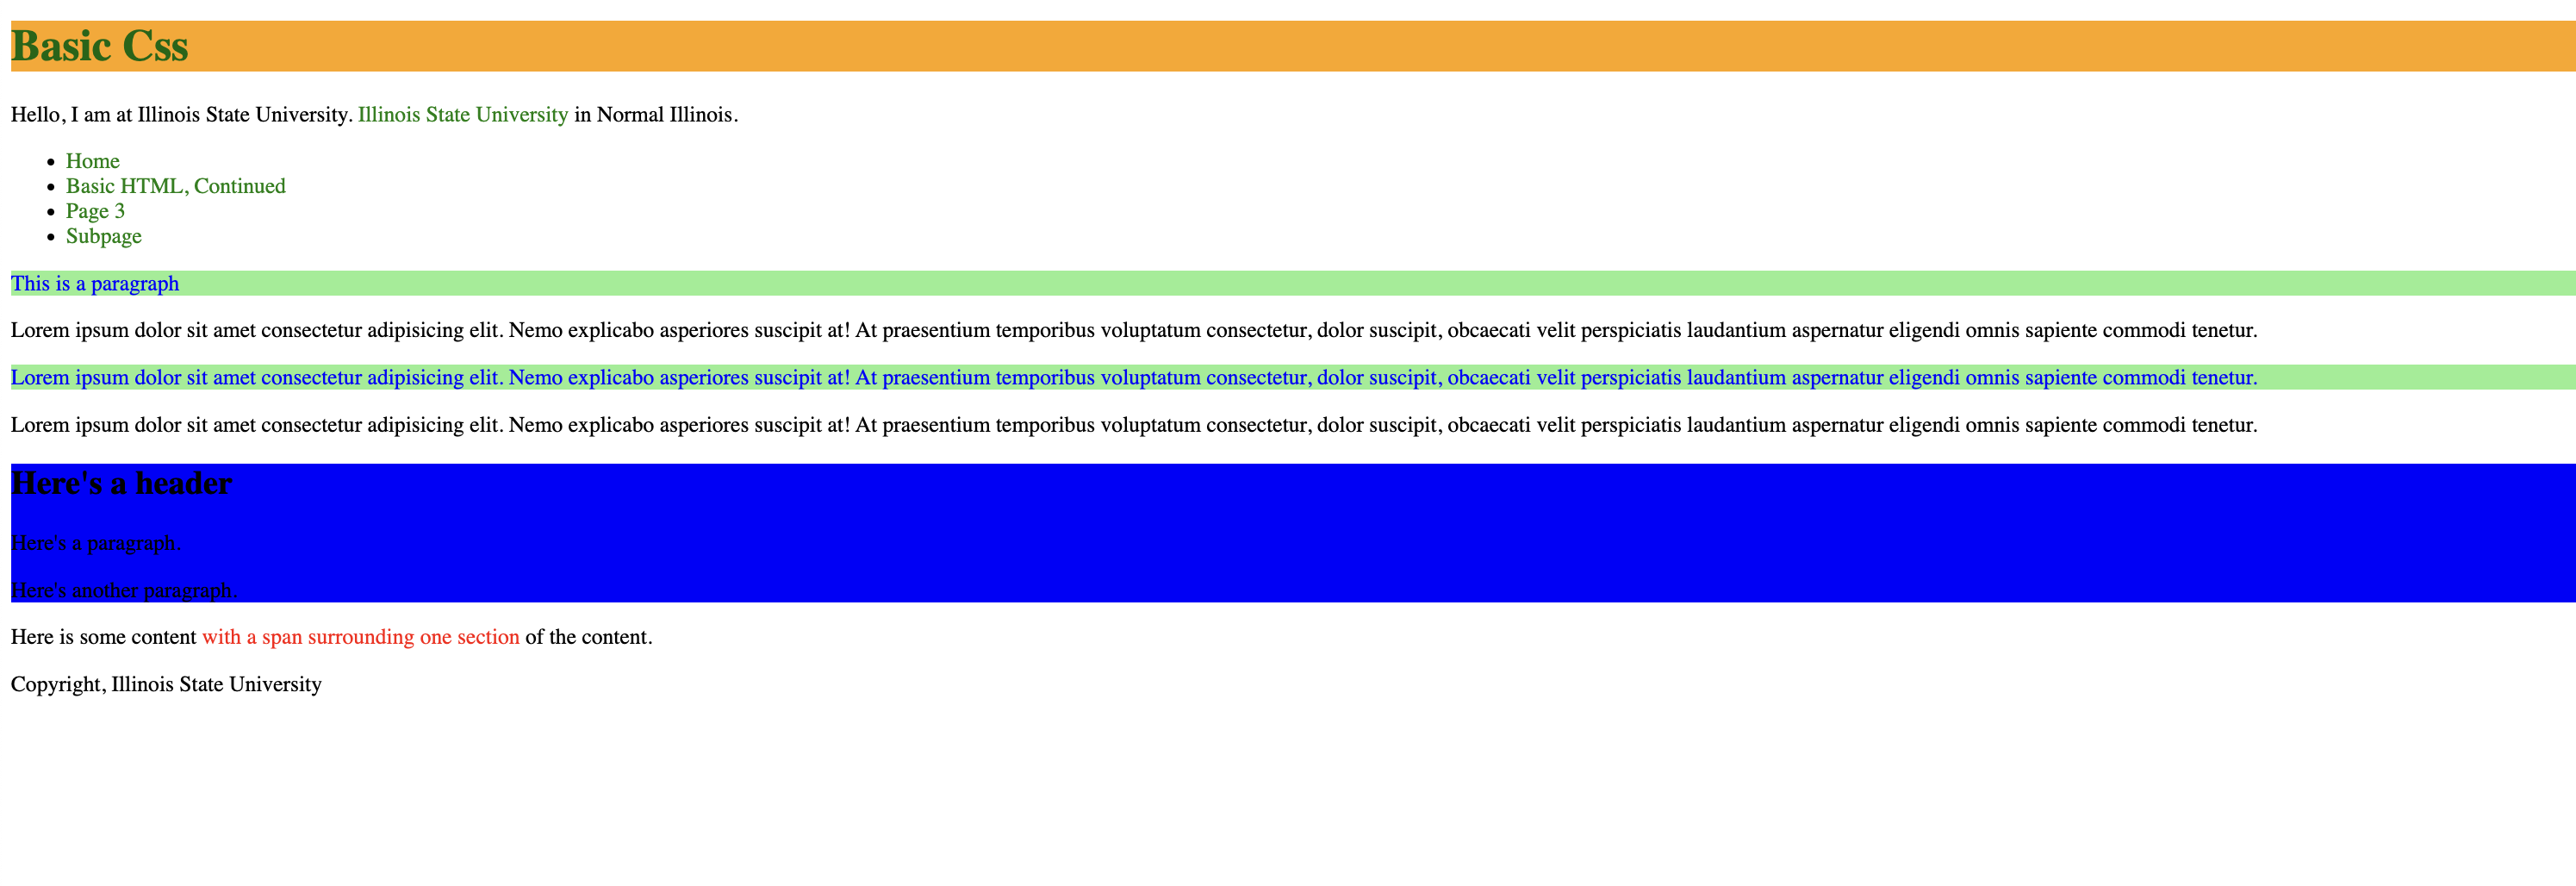 Basic Css
Hello, I am at Illinois State University. Illinois State University in Normal Illinois.
Home
Basic HTML, Continued
Page 3
Subpage
This is a paragraph
Lorem ipsum dolor sit amet consectetur adipisicing elit. Nemo explicabo asperiores suscipit at! At praesentium temporibus voluptatum consectetur, dolor suscipit, obcaecati velit perspiciatis laudantium aspernatur eligendi omnis sapiente commodi tenetur.
Lorem ipsum dolor sit amet consectetur adipisicing elit. Nemo explicabo asperiores suscipit at! At praesentium temporibus voluptatum consectetur, dolor suscipit, obcaecati velit perspiciatis laudantium aspernatur eligendi omnis sapiente commodi tenetur.
Lorem ipsum dolor sit amet consectetur adipisicing elit. Nemo explicabo asperiores suscipit at! At praesentium temporibus voluptatum consectetur, dolor suscipit, obcaecati velit perspiciatis laudantium aspernatur eligendi omnis sapiente commodi tenetur.
Here's a header
Here's a paragraph.
Here's another paragraph.
Here is some content with a span surrounding one section of the content.
Copyright, Illinois State University